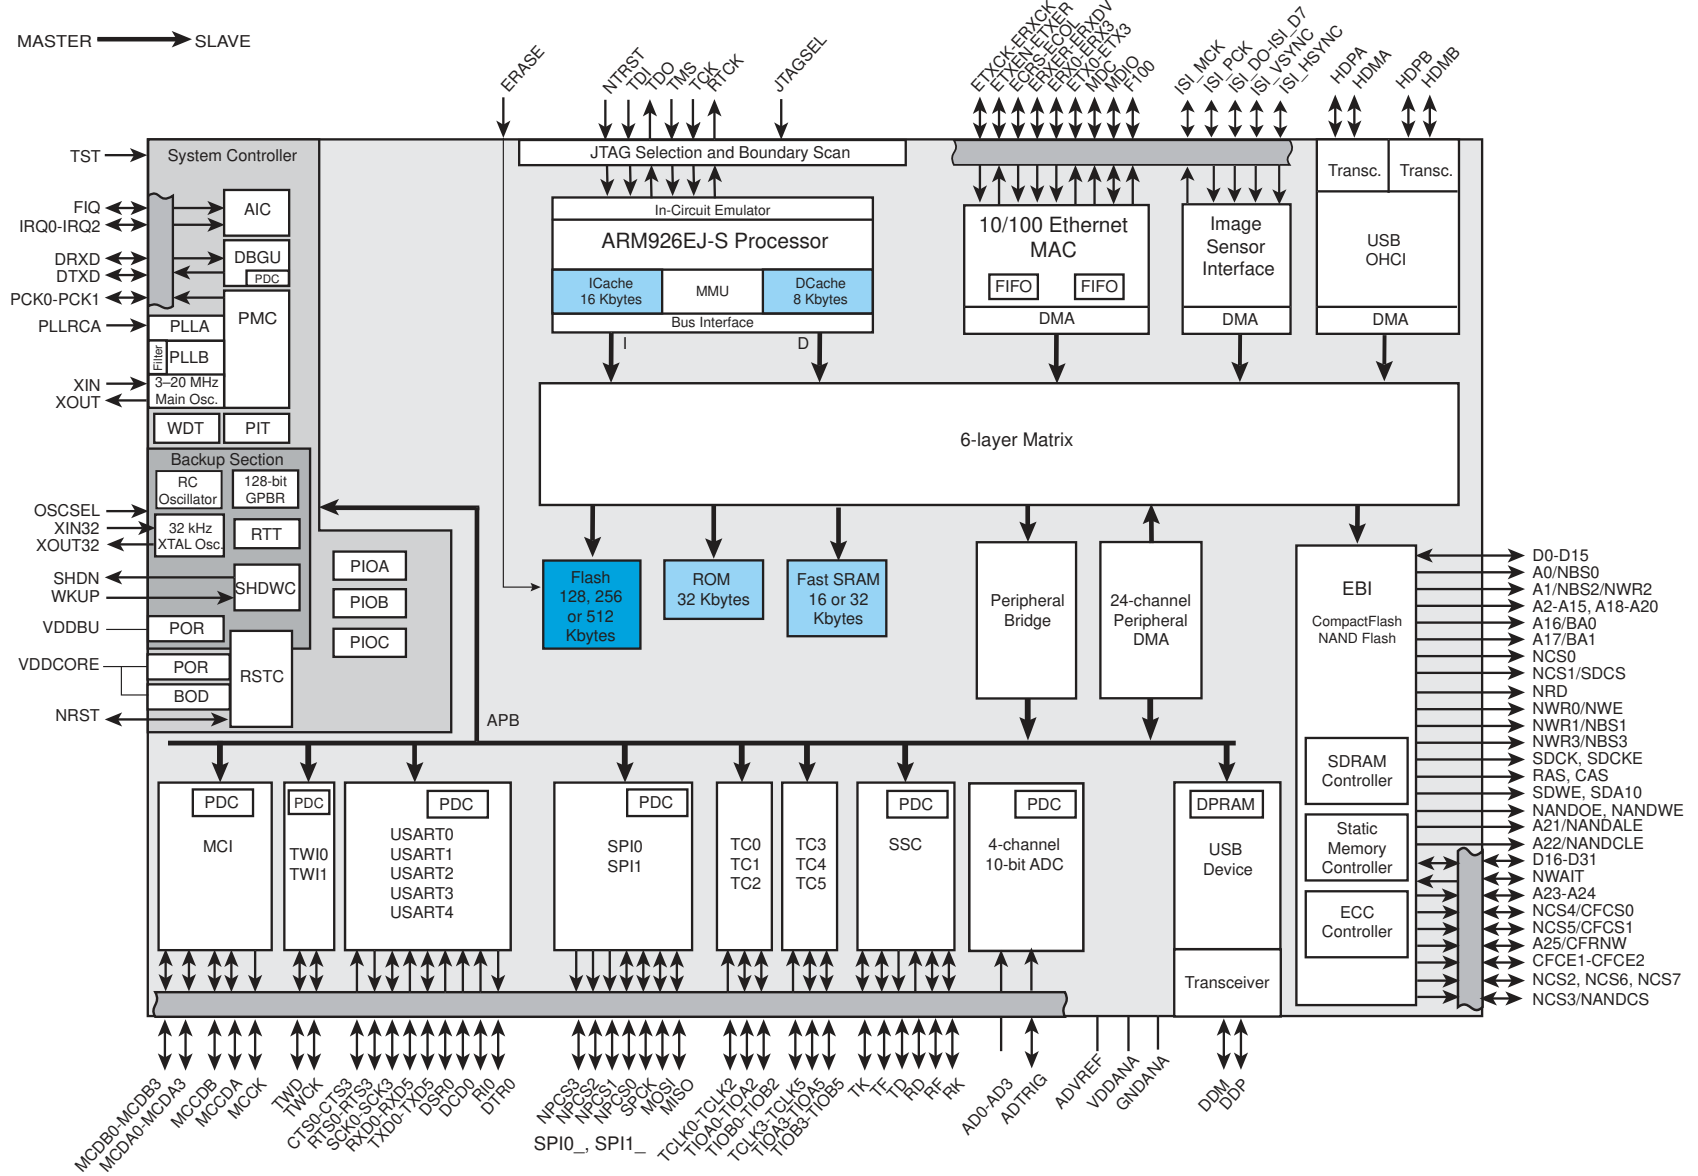 MASTER
SLAVE
ERASE
NTRST
TDI
TDO
TMS
TCK
RTCK
JTAGSEL
ETXCK-ERXCK
ETXEN-ETXER
ECRS-ECOL
ERXER-ERXDV
ERX0-ERX3
ETX0-ETX3
MDC
MDIO
F100
ISI_MCK
ISI_PCK
ISI_DO-ISI_D7
ISI_VSYNC
ISI_HSYNC
HDPA
HDMA
HDPB
HDMB
TST
FIQ
IRQ0-IRQ2
DRXD
DTXD
PCK0-PCK1
PLLRCA
XIN
XOUT
OSCSEL
XIN32
XOUT32
SHDN
WKUP
VDDBU
VDDCORE
NRST
System Controller
AIC
DBGU
PDC
PMC
PLLA
Filter
PLLB
3–20 MHz
Main Osc.
WDT
PIT
Backup Section
RC
Oscillator
128-bit
GPBR
32 kHz
XTAL Osc.
RTT
SHDWC
POR
POR
BOD
RSTC
PIOA
PIOB
PIOC
JTAG Selection and Boundary Scan
In-Circuit Emulator
ARM926EJ-S Processor
ICache
16 Kbytes
MMU
DCache
8 Kbytes
Bus Interface
I
D
10/100 Ethernet
MAC
FIFO
FIFO
DMA
Image
Sensor
Interface
DMA
Transc.
Transc.
USB
OHCI
DMA
6-layer Matrix
Flash
128, 256
or 512
Kbytes
ROM
32 Kbytes
Fast SRAM
16 or 32
Kbytes
Peripheral
Bridge
24-channel
Peripheral
DMA
EBI
CompactFlash
NAND Flash
SDRAM
Controller
Static
Memory
Controller
ECC
Controller
D0-D15
A0/NBS0
A1/NBS2/NWR2
A2-A15, A18-A20
A16/BA0
A17/BA1
NCS0
NCS1/SDCS
NRD
NWR0/NWE
NWR1/NBS1
NWR3/NBS3
SDCK, SDCKE
RAS, CAS
SDWE, SDA10
NANDOE, NANDWE
A21/NANDALE
A22/NANDCLE
D16-D31
NWAIT
A23-A24
NCS4/CFCS0
NCS5/CFCS1
A25/CFRNW
CFCE1-CFCE2
NCS2, NCS6, NCS7
NCS3/NANDCS
APB
PDC
MCI
PDC
TWI0
TWI1
PDC
USART0
USART1
USART2
USART3
USART4
PDC
SPI0
SPI1
TC0
TC1
TC2
TC3
TC4
TC5
PDC
SSC
PDC
4-channel
10-bit ADC
DPRAM
USB
Device
Transceiver
MCDB0-MCDB3
MCDA0-MCDA3
MCCDB
MCCDA
MCCK
TWD
TWCK
CTS0-CTS3
RTS0-RTS3
SCK0-SCK3
RXD0-RXD5
TXD0-TXD5
DSR0
DCD0
RI0
DTR0
NPCS3
NPCS2
NPCS1
NPCS0
SPCK
MOSI
MISO
SPI0_, SPI1_
TCLK0-TCLK2
TIOA0-TIOA2
TIOB0-TIOB2
TCLK3-TCLK5
TIOA3-TIOA5
TIOB3-TIOB5
TK
TF
TD
RD
RF
RK
AD0-AD3
ADTRIG
ADVREF
VDDANA
GNDANA
DDM
DDP